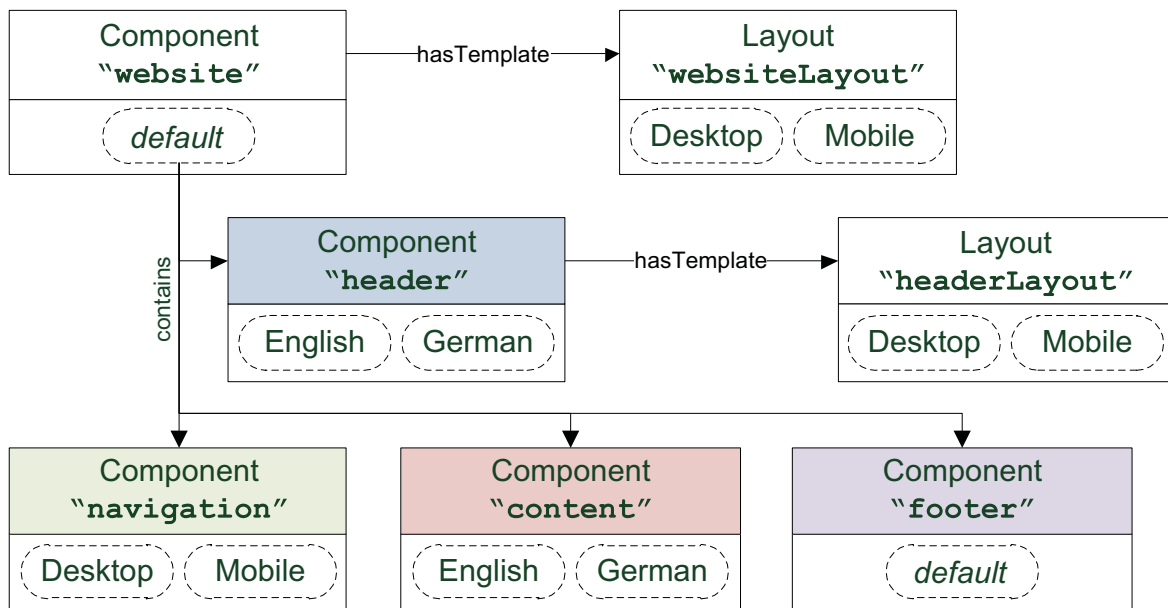 Component
“website”
default
hasTemplate
Layout
“websiteLayout”
Desktop Mobile
contains
Component
“header”
English German
hasTemplate
Layout
“headerLayout”
Desktop Mobile
Component
“navigation”
Desktop Mobile
Component
“content”
English German
Component
“footer”
default